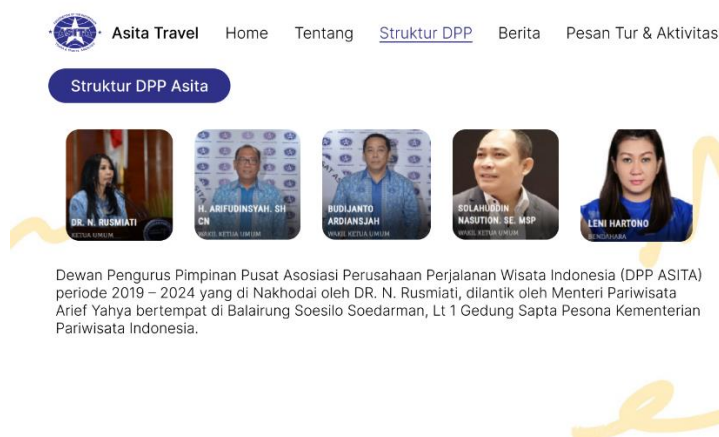 Asita Travel Home Tentang Struktur DPP Berita Pesan Tur & Aktivitas
Struktur DPP Asita
DR. N. RUSMIATI
KETUA UMUM
H. ARIFUDINSYAH. SH
CN
WAKIL KETUA UMUM
BUDIJANTO
ARDIANSJAH
WAKIL KETUA UMUM
SOLAHUDDIN
NASUTION. SE. MSP
WAKIL KETUA UMUM
LENI HARTONO
BENDAHARA
Dewan Pengurus Pimpinan Pusat Asosiasi Perusahaan Perjalanan Wisata Indonesia (DPP ASITA)
periode 2019 – 2024 yang di Nakhodai oleh DR. N. Rusmiati, dilantik oleh Menteri Pariwisata
Arief Yahya bertempat di Balairung Soesilo Soedarman, Lt 1 Gedung Sapta Pesona Kementerian
Pariwisata Indonesia.